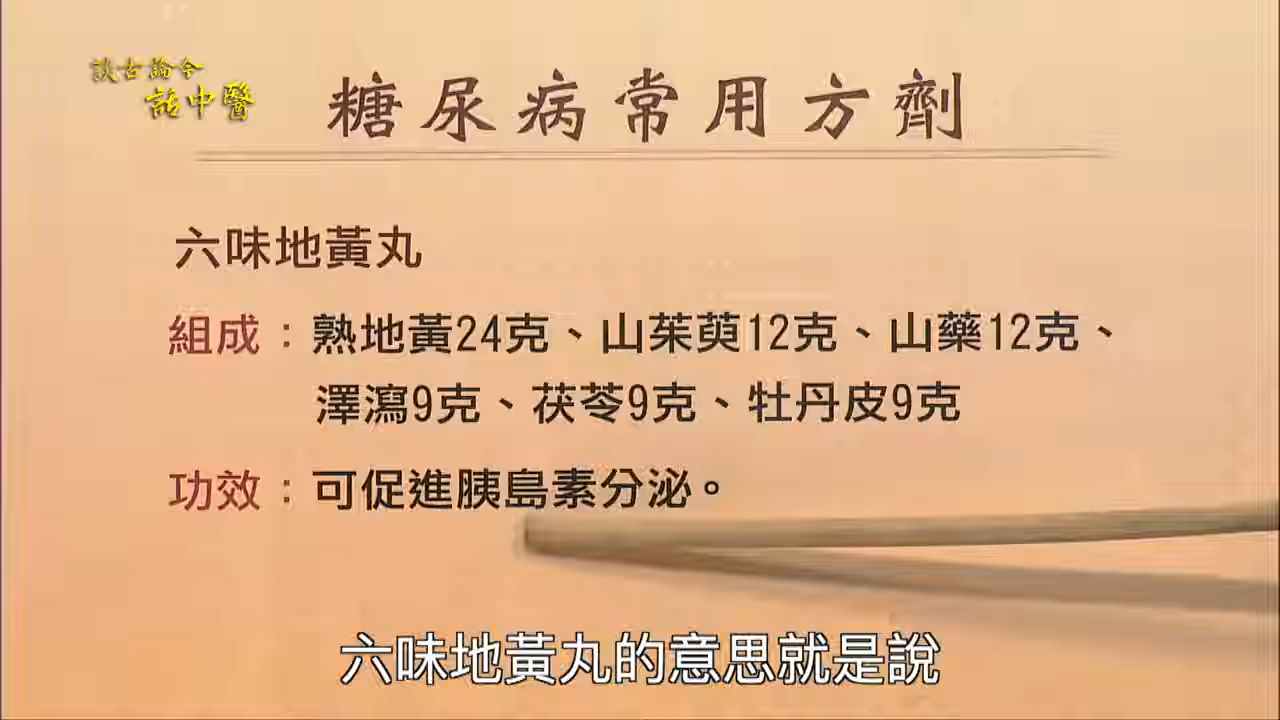 談古論今
話中醫
糖尿病常用方劑
六味地黃丸
組成：熟地黃24克、山茱萸12克、山藥12克、
澤瀉9克、茯苓9克、牡丹皮9克
功效：可促進胰島素分泌。
六味地黃丸的意思就是說